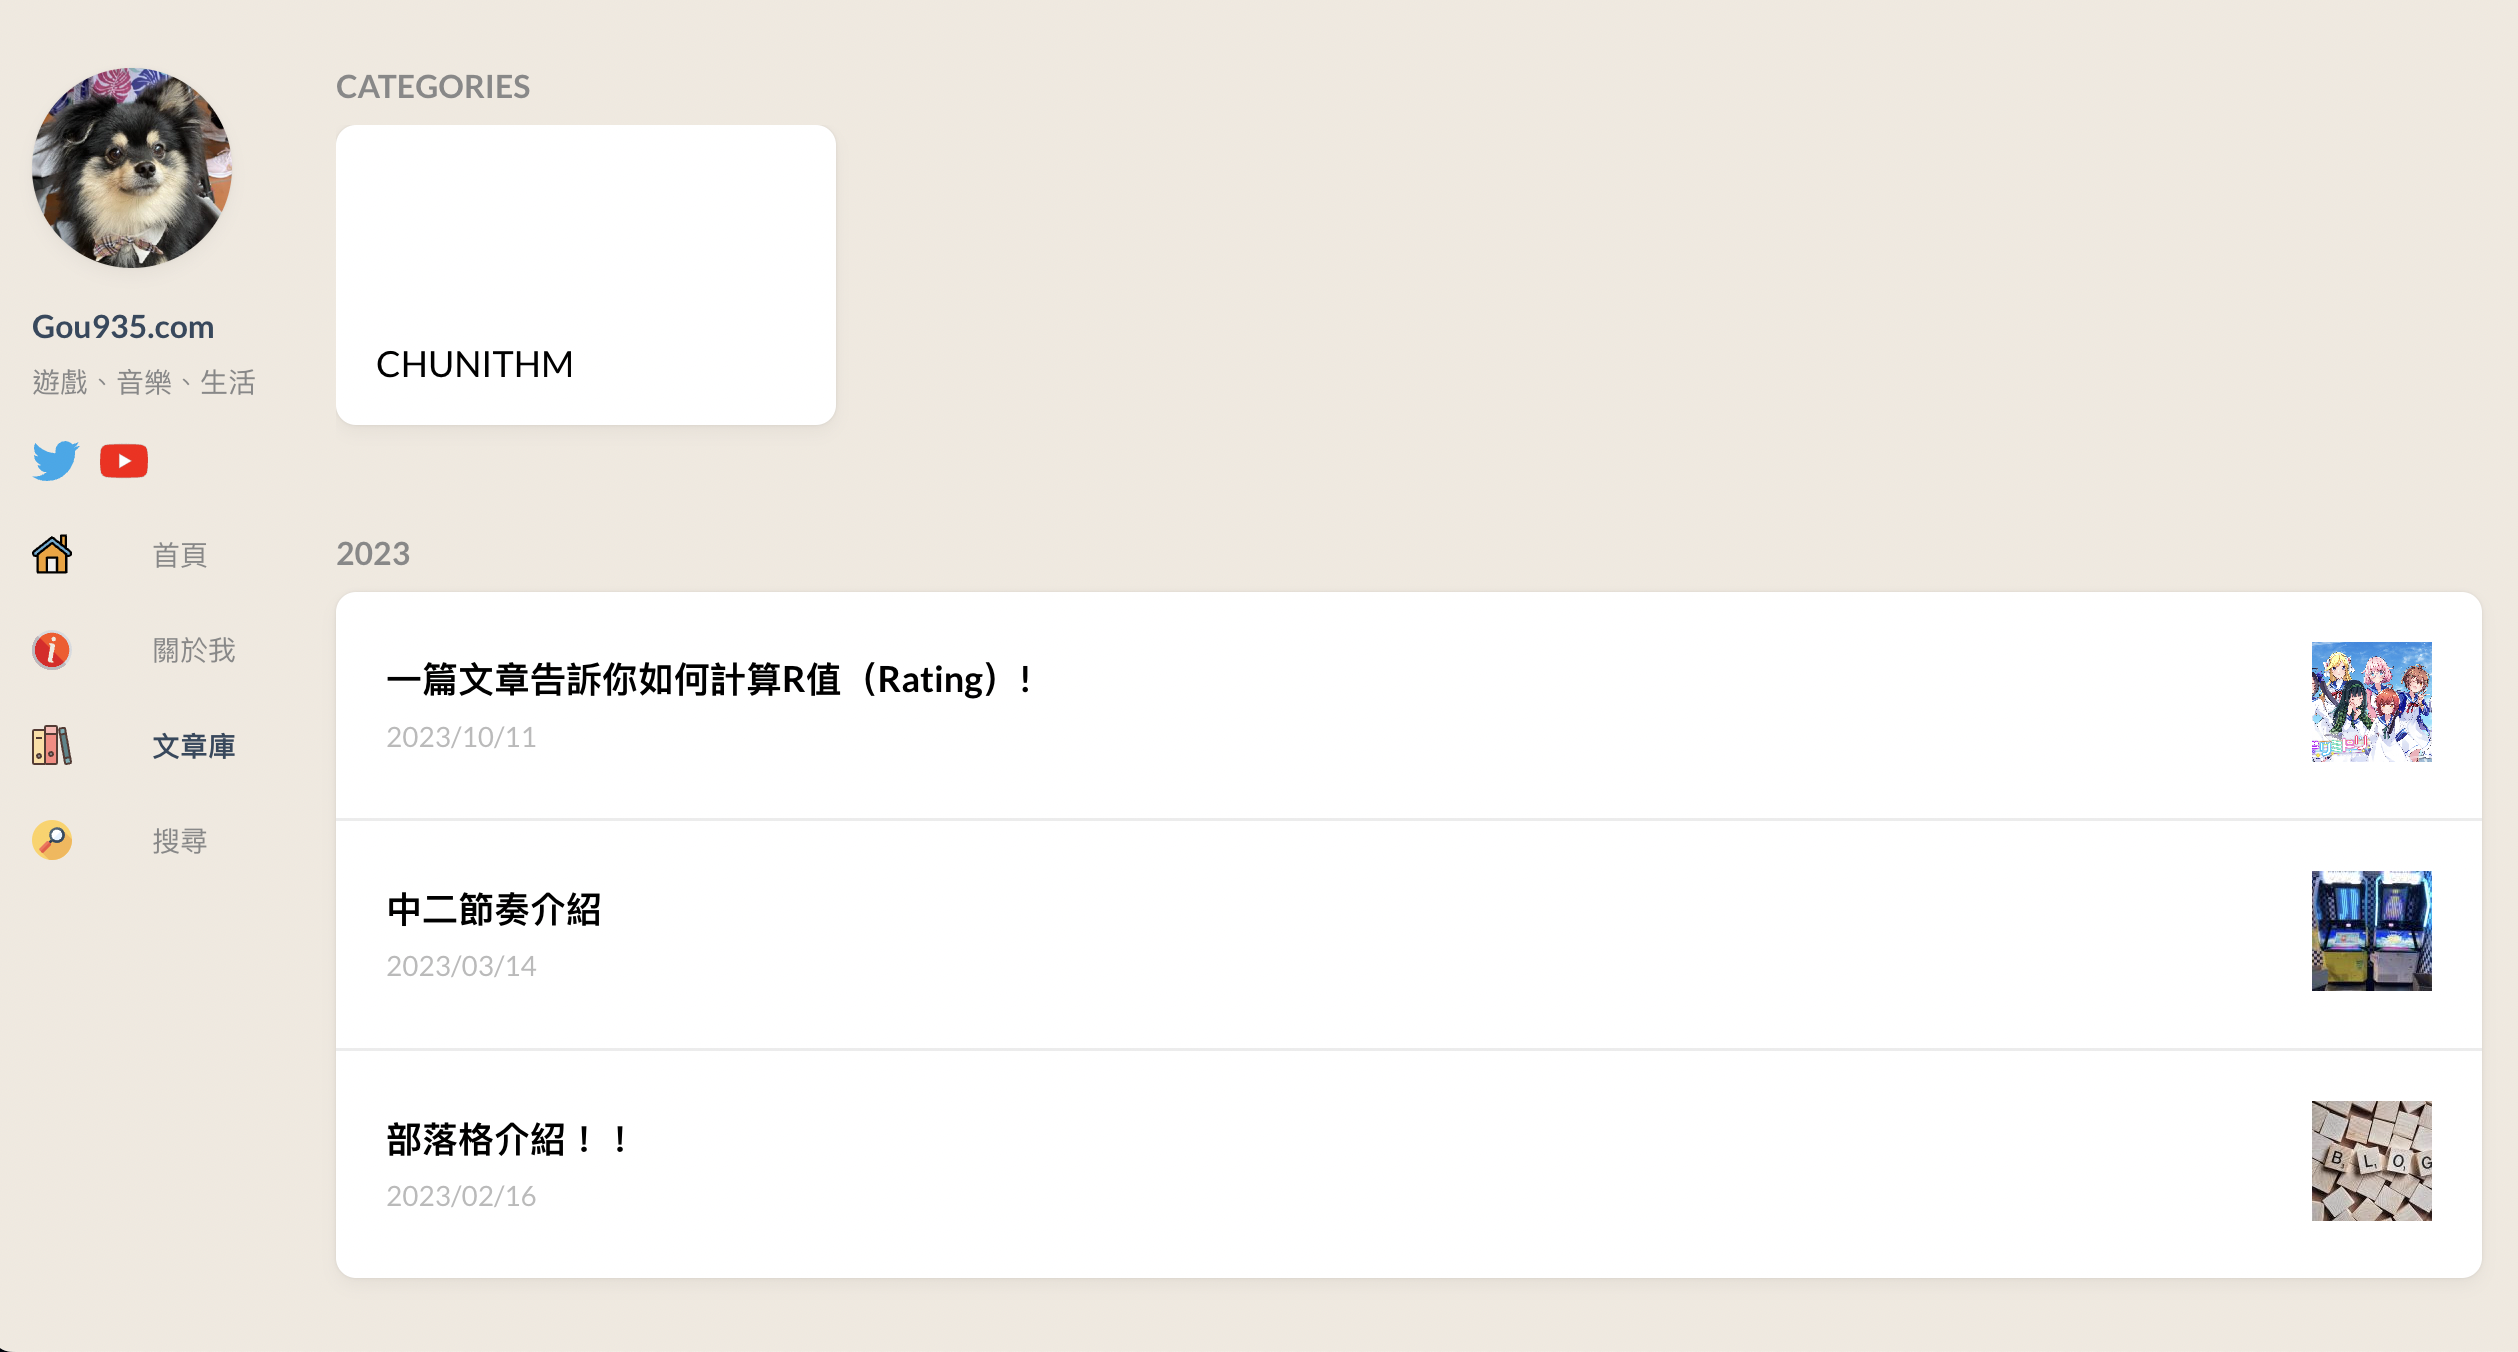 Gou935.com
遊戲、音樂、生活
首頁
關於我
文章庫
搜尋
CATEGORIES
CHUNITHM
2023
一篇文章告訴你如何計算R值（Rating）！
2023/10/11
中二節奏介紹
2023/03/14
部落格介紹！！
2023/02/16
BLOG